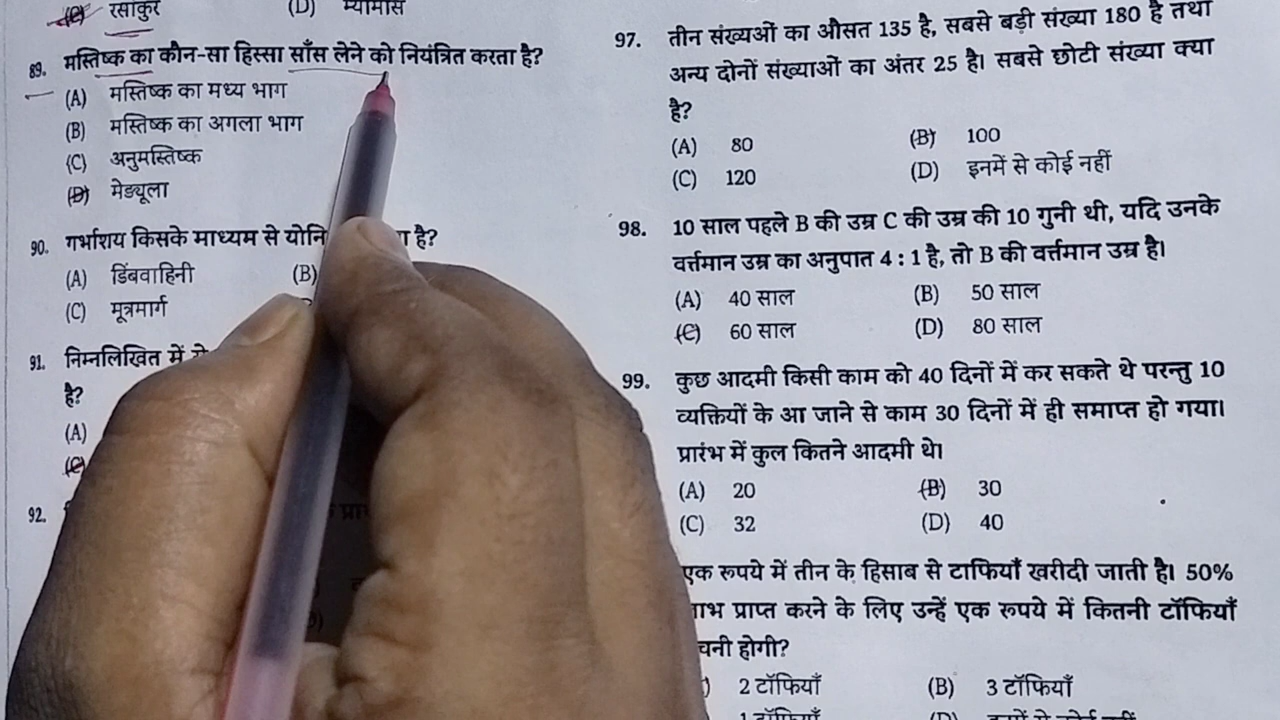 (C) रसांकुर
(D) म्यामांस
89. मस्तिष्क का कौन-सा हिस्सा साँस लेने को नियंत्रित करता है?
(A) मस्तिष्क का मध्य भाग
(B) मस्तिष्क का अगला भाग
(C) अनुमस्तिष्क
(D) मेड्यूला
90. गर्भाशय किसके माध्यम से योनि है?
(A) डिंबवाहिनी
(B)
(C) मूत्रमार्ग
91. निम्नलिखित में से
है?
(A)
(C)
92.
97. तीन संख्यओं का औसत 135 है, सबसे बड़ी संख्या 180 है तथा
अन्य दोनों संख्याओं का अंतर 25 है। सबसे छोटी संख्या क्या
है?
(A) 80
(B) 100
(C) 120
(D) इनमें से कोई नहीं
98. 10 साल पहले B की उम्र C की उम्र की 10 गुनी थी, यदि उनके
वर्त्तमान उम्र का अनुपात 4 : 1 है, तो B की वर्त्तमान उम्र है।
(A) 40 साल
(B) 50 साल
(C) 60 साल
(D) 80 साल
99. कुछ आदमी किसी काम को 40 दिनों में कर सकते थे परन्तु 10
व्यक्तियों के आ जाने से काम 30 दिनों में ही समाप्त हो गया।
प्रारंभ में कुल कितने आदमी थे।
(A) 20
(B) 30
(C) 32
(D) 40
एक रूपये में तीन के हिसाब से टाफियाँ खरीदी जाती है। 50%
प्राप्त करने के लिए उन्हें एक रूपये में कितनी टॉफियाँ
होगी?
2 टॉफियाँ
(B) 3 टॉफियाँ
1 टॉफियाँ
(D) इनमें से कोई नहीं